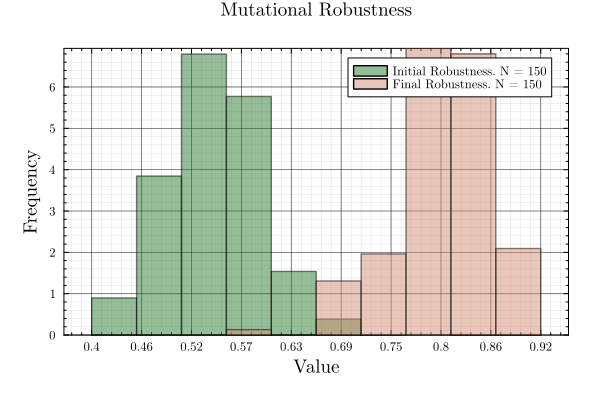 Mutational Robustness
Initial Robustness. N = 150
Final Robustness. N = 150
Frequency
6
5
4
3
2
1
0
0.4 0.46 0.52 0.57 0.63 0.69 0.75 0.8 0.86 0.92
Value